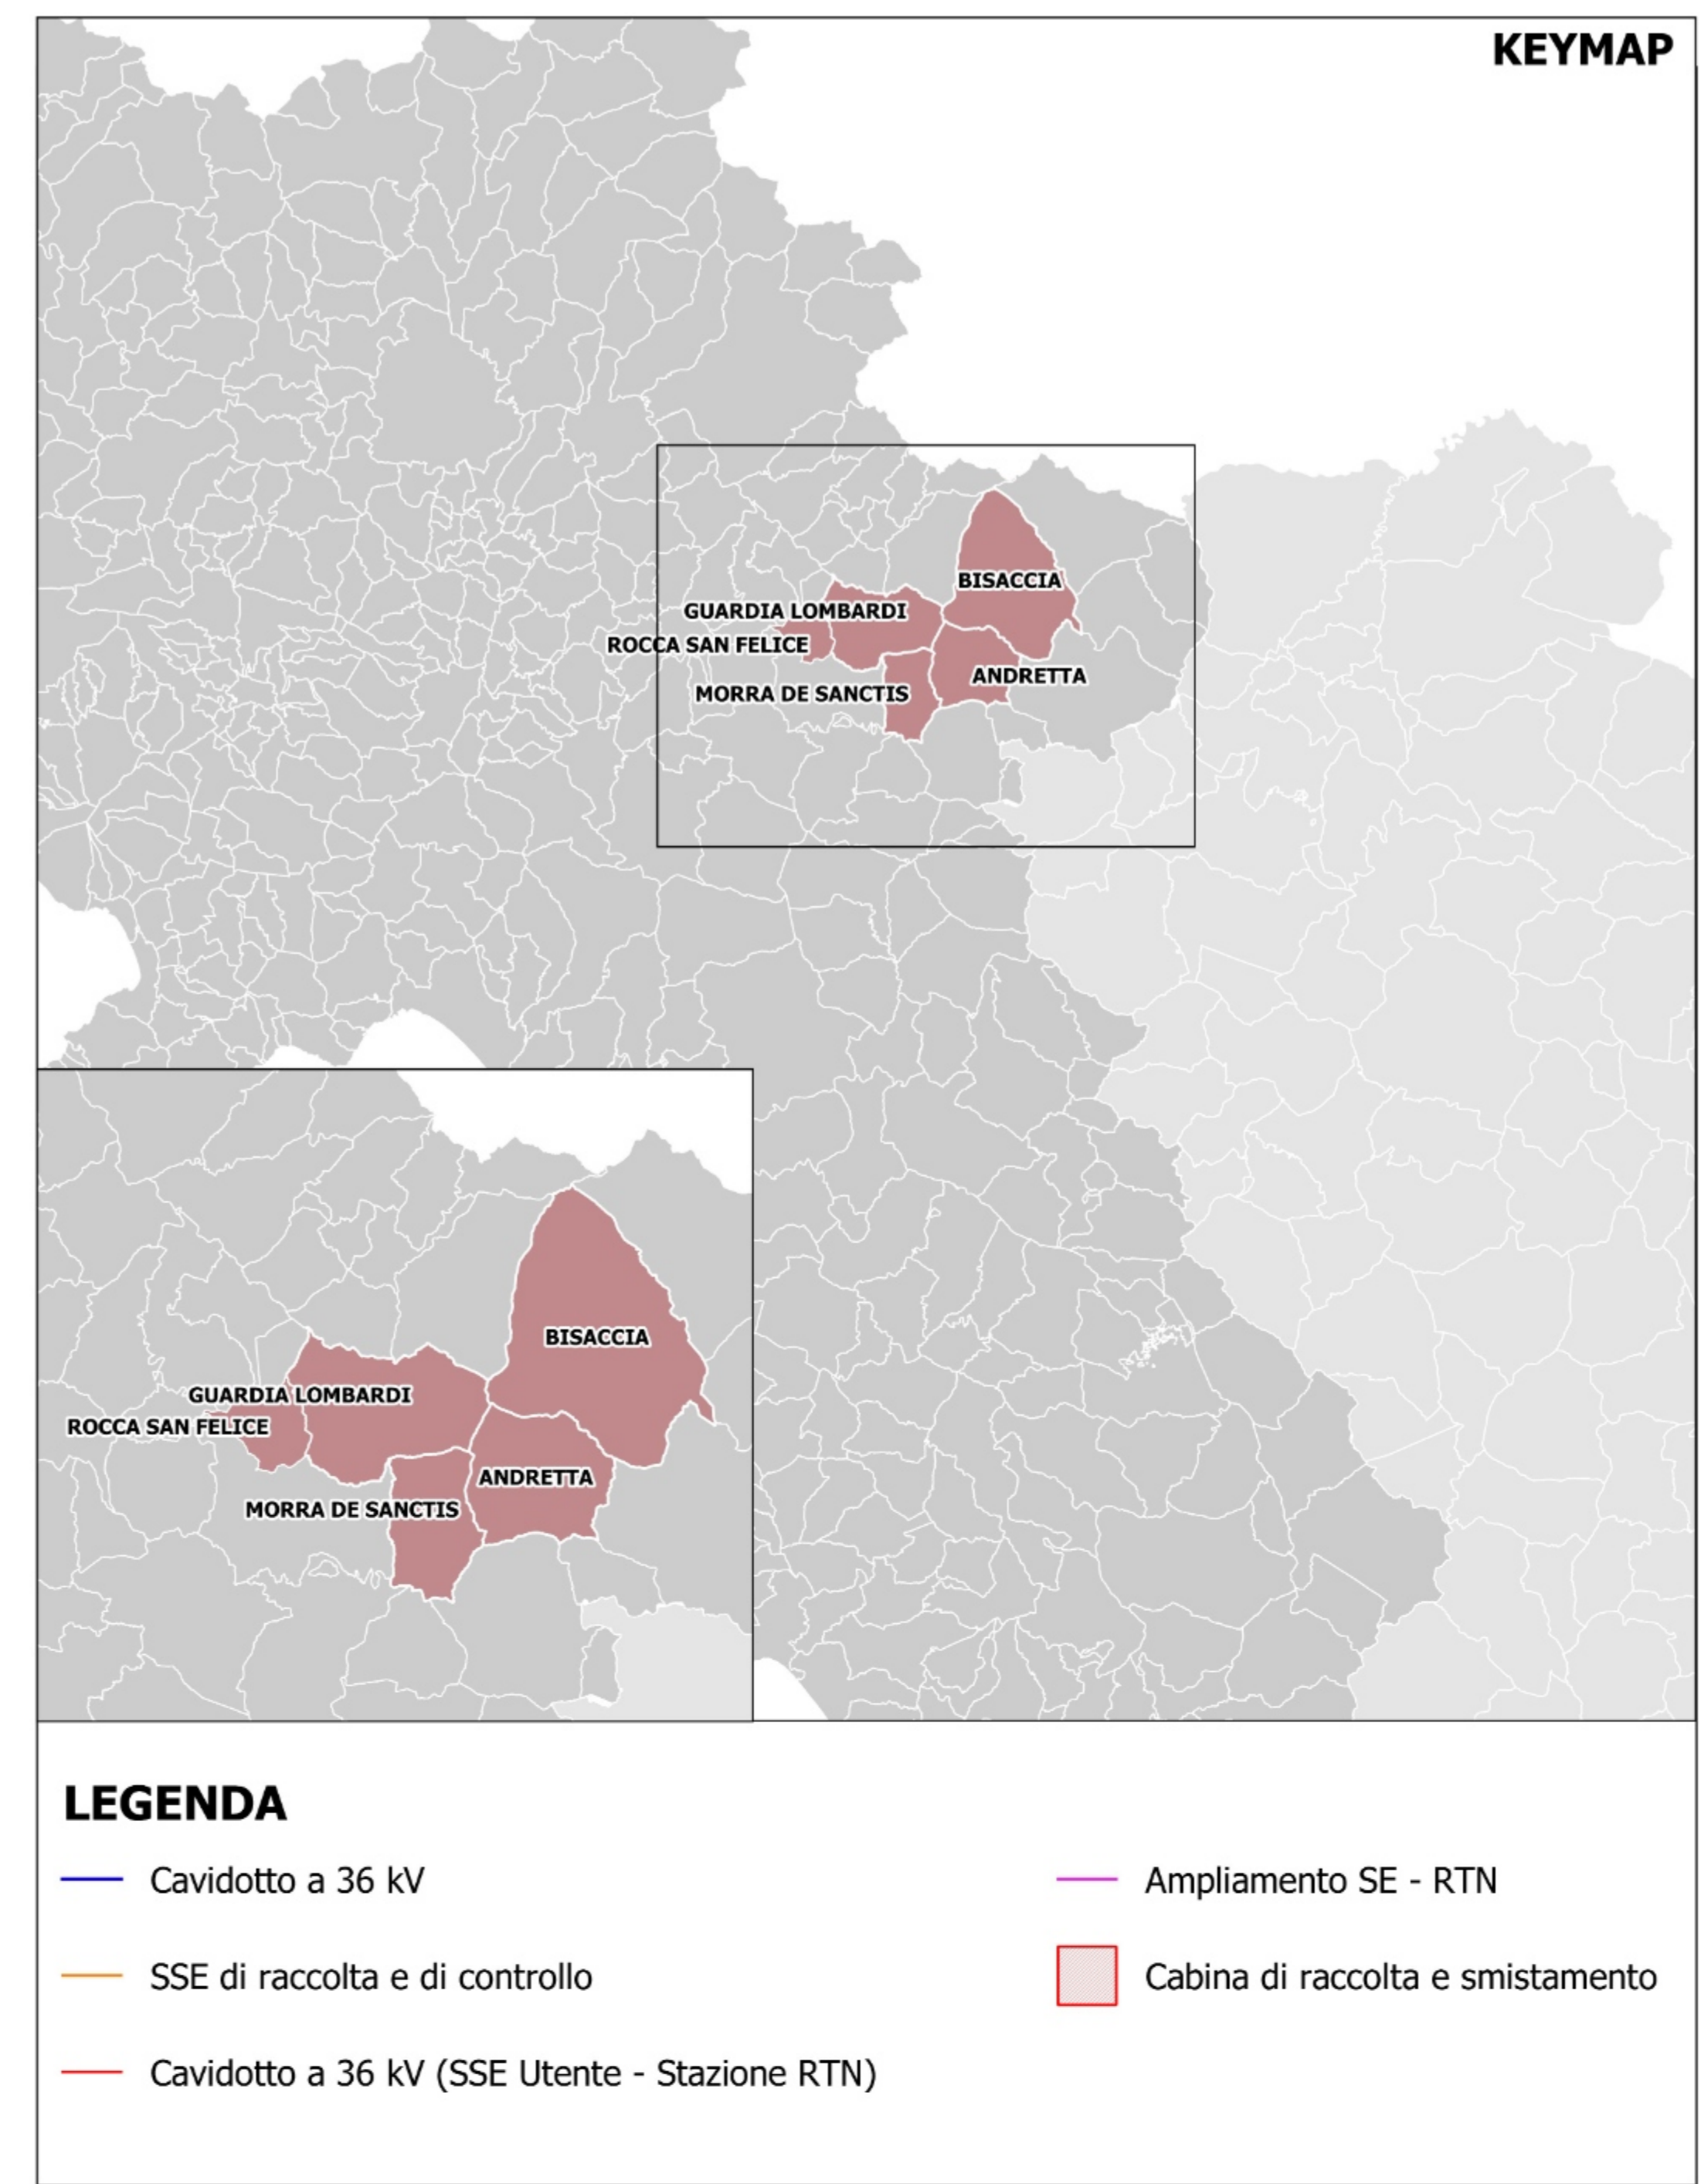 KEYMAP
BISACCIA
GUARDIA LOMBARDI
ROCCA SAN FELICE
ANDRETTA
MORRA DE SANCTIS
BISACCIA
GUARDIA LOMBARDI
ROCCA SAN FELICE
ANDRETTA
MORRA DE SANCTIS
LEGENDA
Cavidotto a 36 kV
SSE di raccolta e di controllo
Cavidotto a 36 kV (SSE Utente - Stazione RTN)
Ampliamento SE - RTN
Cabina di raccolta e smistamento